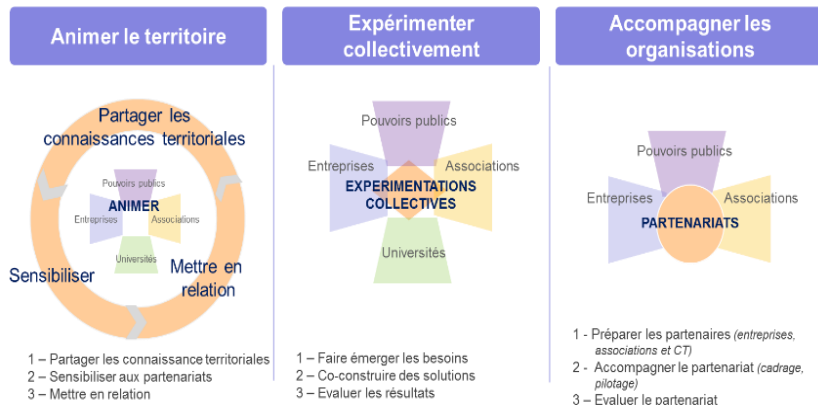 Animer le territoire
Partager les
connaissances territoriales
Pouvoirs publics
ANIMER
Entreprises
Associations
Universités
Sensibiliser
Mettre en
relation
1 – Partager les connaissance territoriales
2 – Sensibiliser aux partenariats
3 – Mettre en relation
Expérimenter
collectivement
Pouvoirs publics
Entreprises
Associations
EXPERIMENTATIONS
COLLECTIVES
Universités
1 – Faire émerger les besoins
2 – Co-construire des solutions
3 – Evaluer les résultats
Accompagner les
organisations
Pouvoirs publics
Entreprises
Associations
PARTENARIATS
1 - Préparer les partenaires (entreprises,
associations et CT)
2 - Accompagner le partenariat (cadrage,
pilotage)
3 – Evaluer le partenariat